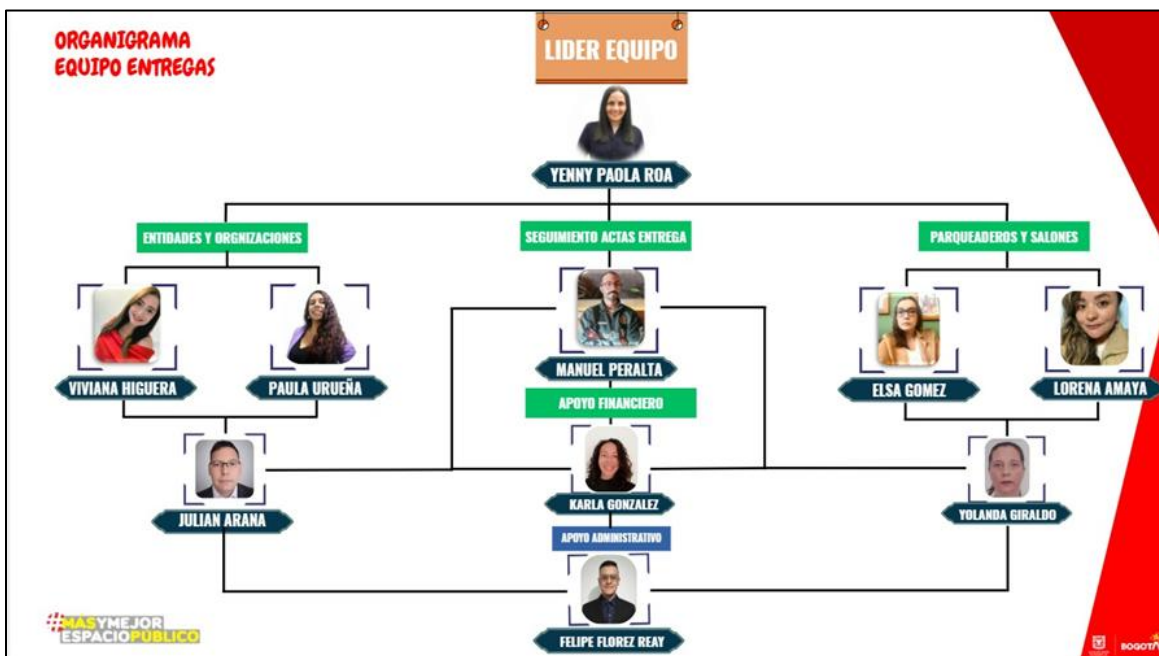 ORGANIGRAMA
EQUIPO ENTREGAS
LIDER EQUIPO
YENNY PAOLA ROA
ENTIDADES Y ORGNIZACIONES
SEGUIMIENTO ACTAS ENTREGA
PARQUEADEROS Y SALONES
VIVIANA HIGUERA
PAULA URUEÑA
MANUEL PERALTA
ELSA GOMEZ
LORENA AMAYA
APOYO FINANCIERO
JULIAN ARANA
KARLA GONZALEZ
YOLANDA GIRALDO
APOYO ADMINISTRATIVO
FELIPE FLOREZ REAY
#MÁSYMEJOR
ESPACIOPÚBLICO